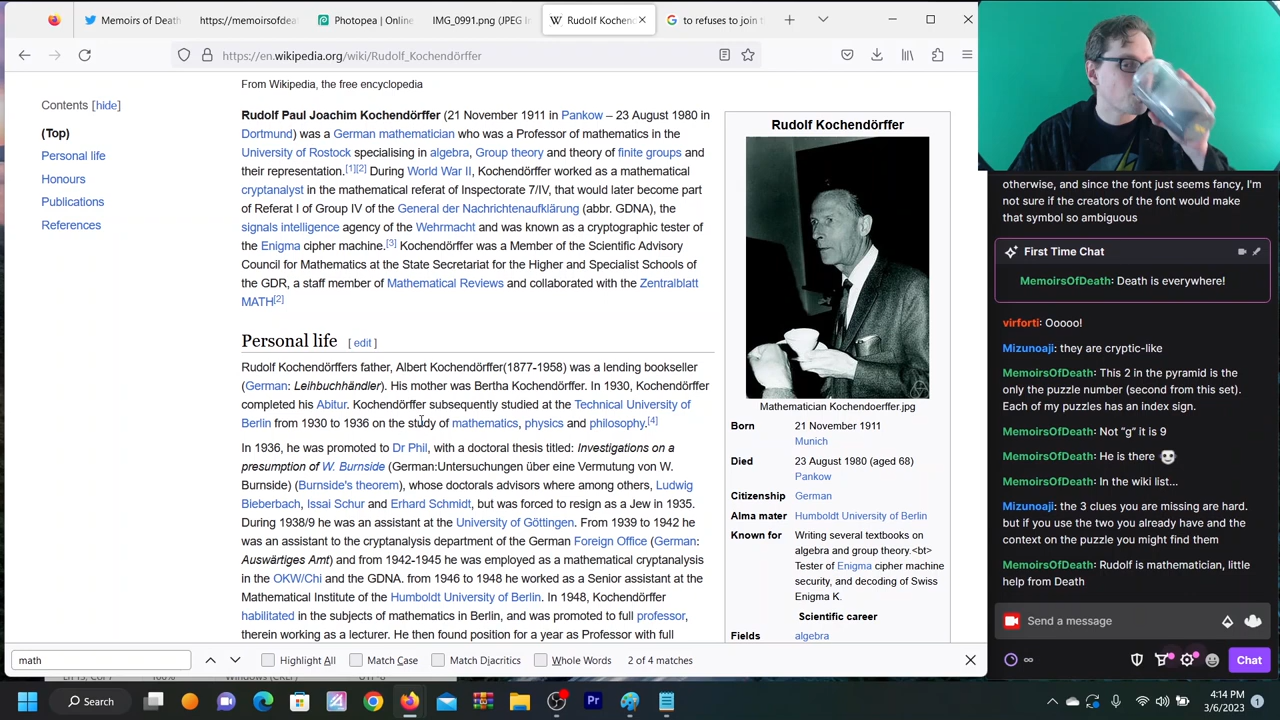 Memoirs of Death
https://memoirsofdea
Photopea | Online
IMG_0991.png (JPEG I
Rudolf Kochend
to refuses to join t
https://en.wikipedia.org/wiki/Rudolf_Kochendörffer
From Wikipedia, the free encyclopedia
Contents [hide]
(Top)
Personal life
Honours
Publications
References
Rudolf Paul Joachim Kochendörffer (21 November 1911 in Pankow – 23 August 1980 in
Dortmund) was a German mathematician who was a Professor of mathematics in the
University of Rostock specialising in algebra, Group theory and theory of finite groups and
their representation.[1][2] During World War II, Kochendörffer worked as a mathematical
cryptanalyst in the mathematical referat of Inspectorate 7/IV, that would later become part
of Referat I of Group IV of the General der Nachrichtenaufklärung (abbr. GDNA), the
signals intelligence agency of the Wehrmacht and was known as a cryptographic tester of
the Enigma cipher machine.[3] Kochendörffer was a Member of the Scientific Advisory
Council for Mathematics at the State Secretariat for the Higher and Specialist Schools of
the GDR, a staff member of Mathematical Reviews and collaborated with the Zentralblatt
MATH[2]
Personal life [ edit ]
Rudolf Kochendörffers father, Albert Kochendörffer(1877-1958) was a lending bookseller
(German: Leihbuchhändler). His mother was Bertha Kochendörffer. In 1930, Kochendörffer
completed his Abitur. Kochendörffer subsequently studied at the Technical University of
Berlin from 1930 to 1936 on the study of mathematics, physics and philosophy.[4]
In 1936, he was promoted to Dr Phil, with a doctoral thesis titled: Investigations on a
presumption of W. Burnside (German:Untersuchungen über eine Vermutung von W.
Burnside) (Burnside's theorem), whose doctorals advisors where among others, Ludwig
Bieberbach, Issai Schur and Erhard Schmidt, but was forced to resign as a Jew in 1935.
During 1938/9 he was an assistant at the University of Göttingen. From 1939 to 1942 he
was an assistant to the cryptanalysis department of the German Foreign Office (German:
Auswärtiges Amt) and from 1942-1945 he was employed as a mathematical cryptanalysis
in the OKW/Chi and the GDNA. from 1946 to 1948 he worked as a Senior assistant at the
Mathematical Institute of the Humboldt University of Berlin. In 1948, Kochendörffer
habilitated in the subjects of mathematics in Berlin, and was promoted to full professor,
therein working as a lecturer. He then found position for a year as Professor with full
Rudolf Kochendörffer
Mathematician Kochendoerffer.jpg
Born 21 November 1911
Munich
Died 23 August 1980 (aged 68)
Pankow
Citizenship German
Alma mater Humboldt University of Berlin
Known for Writing several textbooks on
algebra and group theory.<bt>
Tester of Enigma cipher machine
security, and decoding of Swiss
Enigma K.
Scientific career
Fields algebra
math
Highlight All
Match Case
Match Diacritics
Whole Words
2 of 4 matches
otherwise, and since the font just seems fancy, I'm
not sure if the creators of the font would make
that symbol so ambiguous
First Time Chat
MemoirsOfDeath: Death is everywhere!
virforti: Ooooo!
Mizunoaji: they are cryptic-like
MemoirsOfDeath: This 2 in the pyramid is
the only the puzzle number (second from this set).
Each of my puzzles has an index sign.
MemoirsOfDeath: Not "g" it is 9
MemoirsOfDeath: He is there
MemoirsOfDeath: In the wiki list...
Mizunoaji: the 3 clues you are missing are hard.
but if you use the two you already have and the
context on the puzzle you might find them
MemoirsOfDeath: Rudolf is mathematician, little
help from Death
Send a message
Chat
Search
Pr
4:14 PM
3/6/2023
1